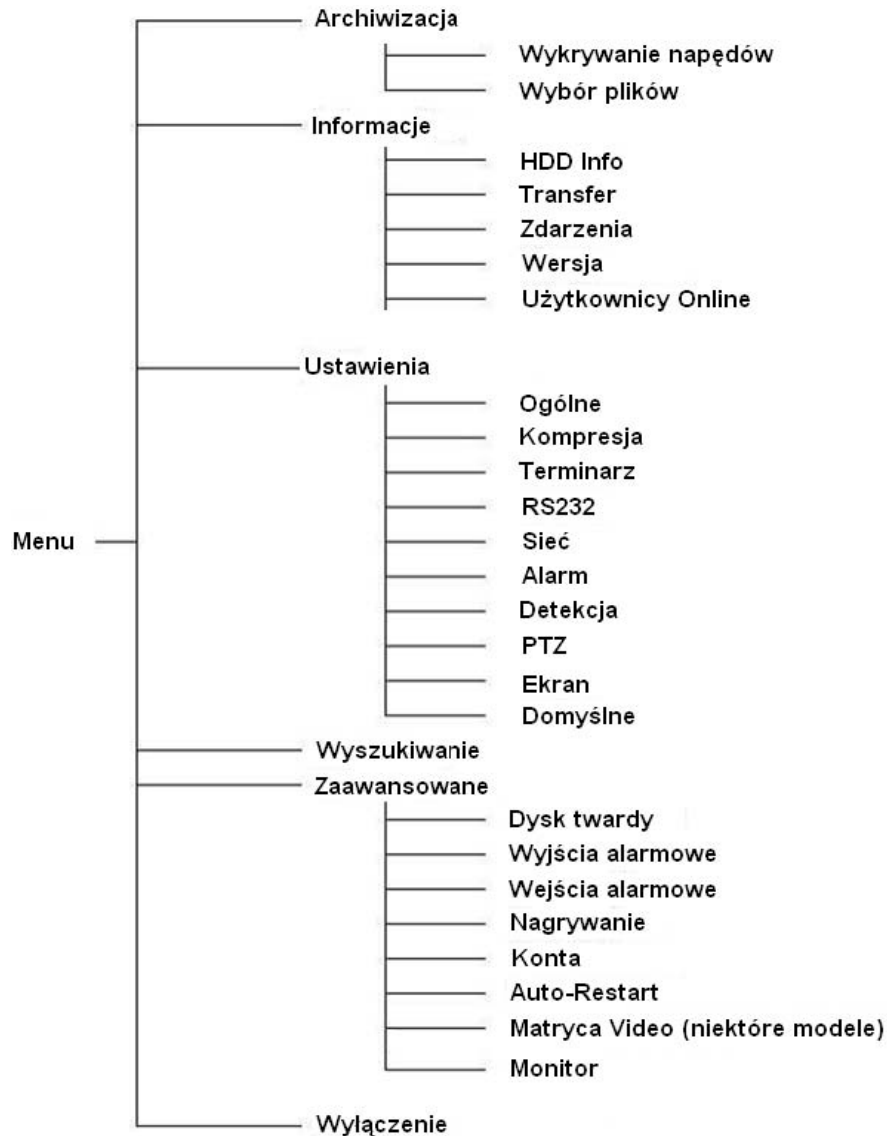 Archiwizacja
Wykrywanie napędów
Wybór plików
Informacje
HDD Info
Transfer
Zdarzenia
Wersja
Użytkownicy Online
Ustawienia
Ogólne
Kompresja
Terminarz
RS232
Sieć
Menu
Alarm
Detekcja
PTZ
Ekran
Domyślne
Wyszukiwanie
Zaawansowane
Dysk twardy
Wyjścia alarmowe
Wejścia alarmowe
Nagrywanie
Konta
Auto-Restart
Matryca Video (niektóre modele)
Monitor
Wyłączenie